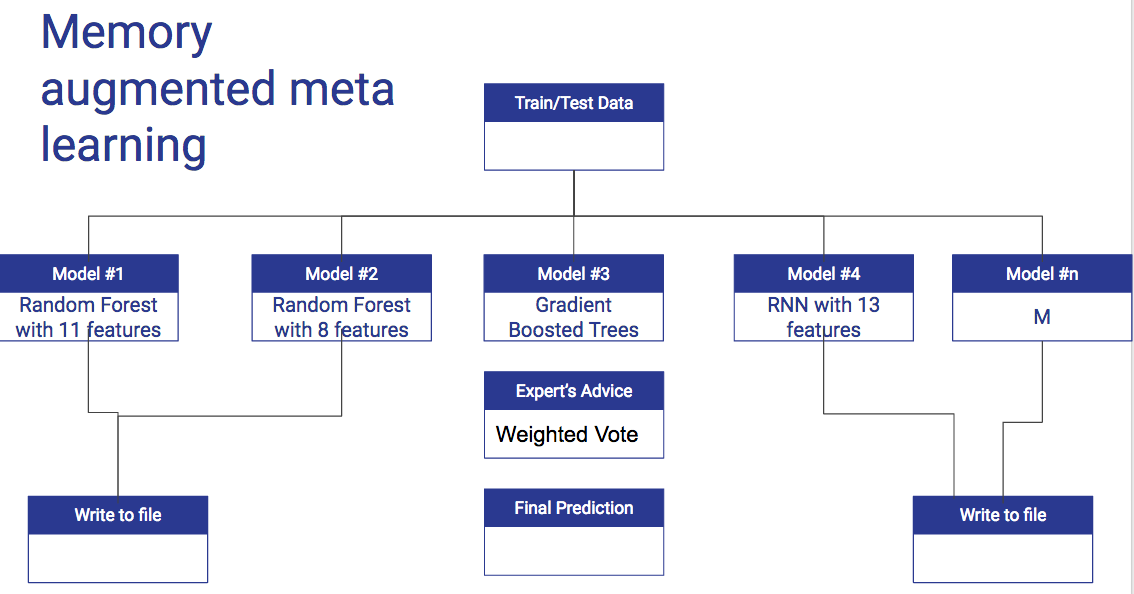 Memory
augmented meta
learning
Train/Test Data
Model #1
Random Forest
with 11 features
Model #2
Random Forest
with 8 features
Model #3
Gradient
Boosted Trees
Model #4
RNN with 13
features
Model #n
M
Expert's Advice
Weighted Vote
Write to file
Final Prediction
Write to file